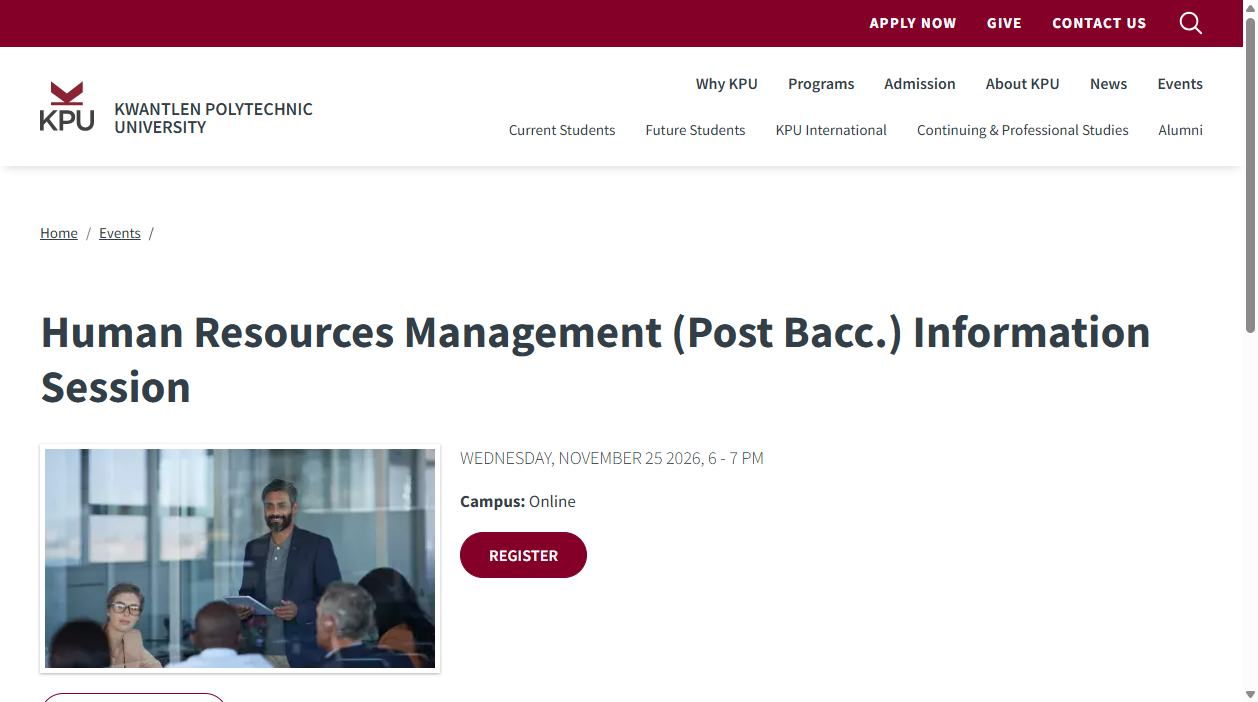 APPLY NOW GIVE CONTACT US
KPU
KWANTLEN POLYTECHNIC
UNIVERSITY
Why KPU Programs Admission About KPU News Events
Current Students Future Students KPU International Continuing & Professional Studies Alumni
Home / Events /
Human Resources Management (Post Bacc.) Information
Session
WEDNESDAY, NOVEMBER 25 2026, 6 - 7 PM
Campus: Online
REGISTER